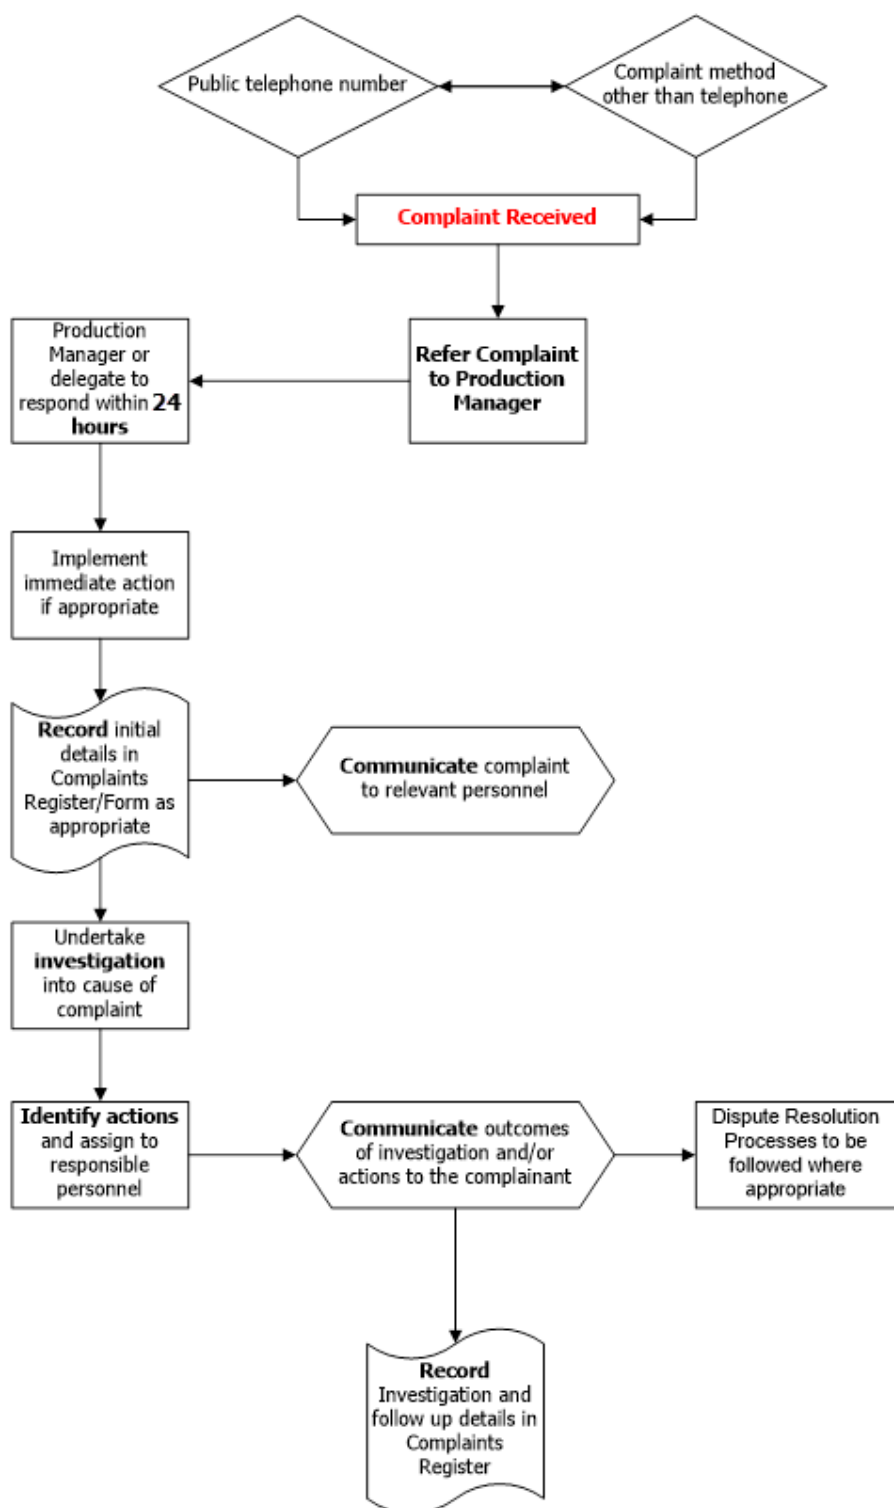 Public telephone number
Complaint method
other than telephone
Complaint Received
Production
Manager or
delegate to
respond within 24
hours
Refer Complaint
to Production
Manager
Implement
immediate action
if appropriate
Record initial
details in
Complaints
Register/Form as
appropriate
Communicate complaint
to relevant personnel
Undertake
investigation
into cause of
complaint
Identify actions
and assign to
responsible
personnel
Communicate outcomes
of investigation and/or
actions to the complainant
Dispute Resolution
Processes to be
followed where
appropriate
Record
Investigation and
follow up details in
Complaints
Register